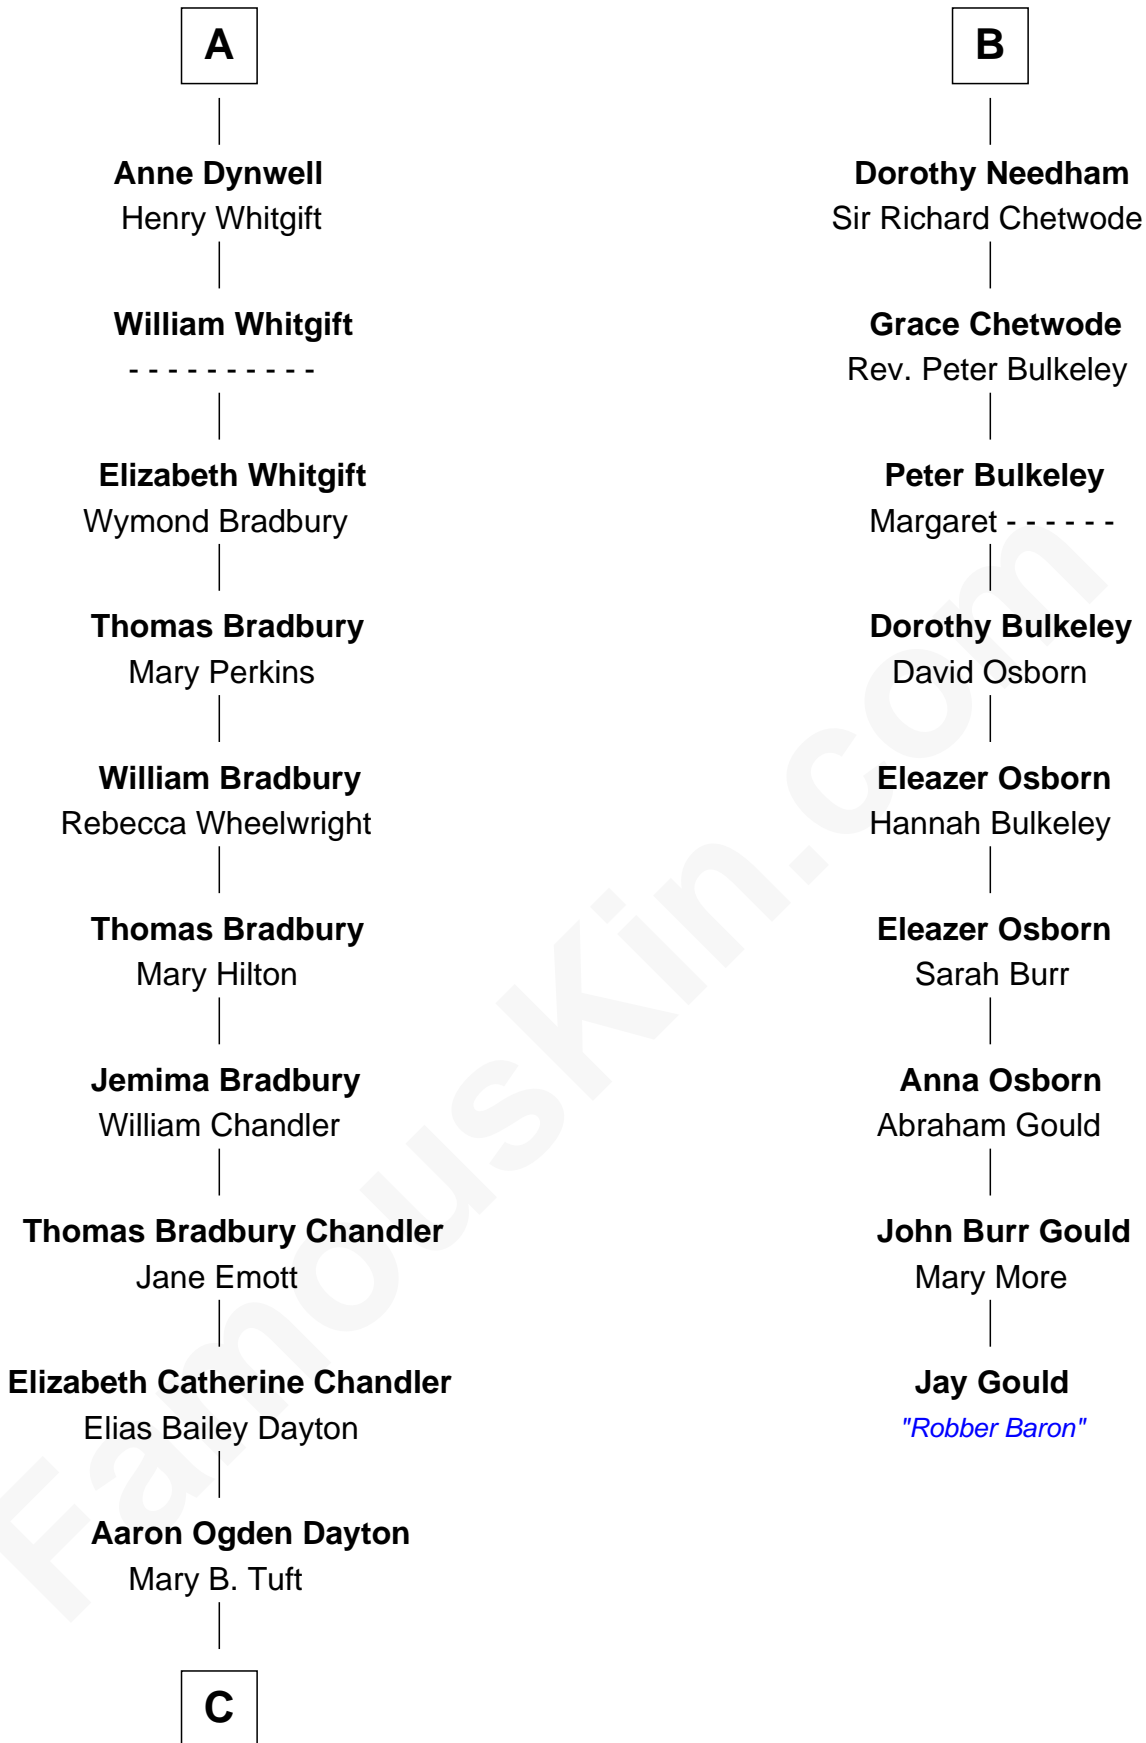 A
Anne Dynwell
Henry Whitgift
William Whitgift
- - - - - - - - - -
Elizabeth Whitgift
Wymond Bradbury
Thomas Bradbury
Mary Perkins
William Bradbury
Rebecca Wheelwright
Thomas Bradbury
Mary Hilton
Jemima Bradbury
William Chandler
Thomas Bradbury Chandler
Jane Emott
Elizabeth Catherine Chandler
Elias Bailey Dayton
Aaron Ogden Dayton
Mary B. Tuft
C
B
Dorothy Needham
Sir Richard Chetwode
Grace Chetwode
Rev. Peter Bulkeley
Peter Bulkeley
Margaret - - - - - -
Dorothy Bulkeley
David Osborn
Eleazer Osborn
Hannah Bulkeley
Eleazer Osborn
Sarah Burr
Anna Osborn
Abraham Gould
John Burr Gould
Mary More
Jay Gould
"Robber Baron"
FamousKin.com